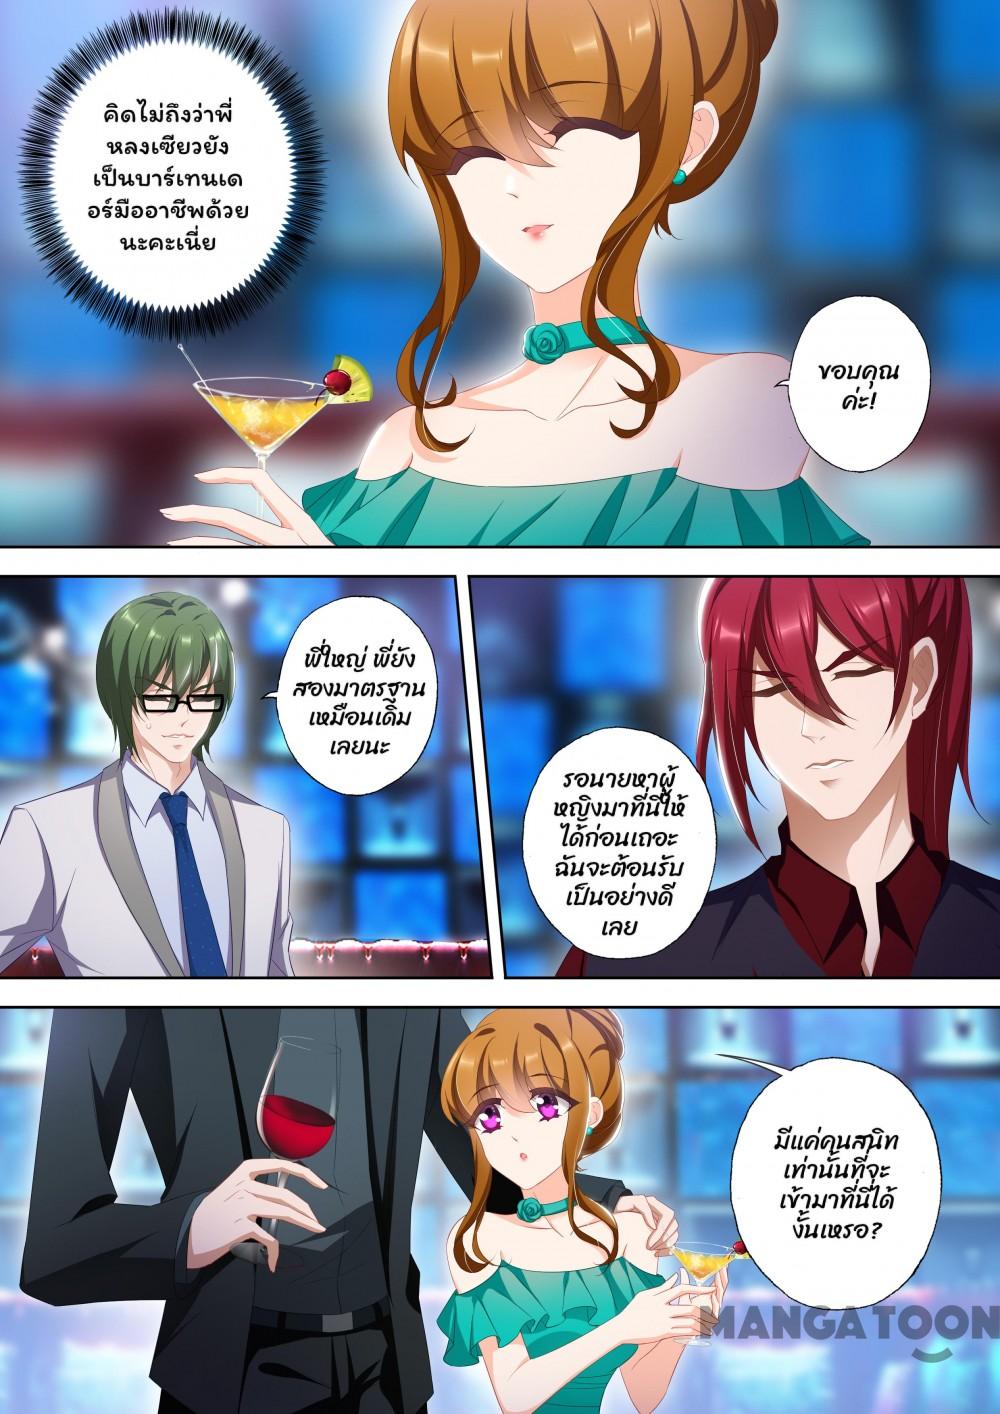 คิดไม่ถึงว่าพี่
หลงเซียวยัง
เป็นบาร์เทนเด
อร์มืออาชีพด้วย
นะคะเนี่ย
ขอบคุณ
ค่ะ!
พี่ใหญ่ พี่ยัง
สองมาตรฐาน
เหมือนเดิม
เลยนะ
รอนายหาผู้
หญิงมาที่นี่ให้
ได้ก่อนเถอะ
ฉันจะต้อนรับ
เป็นอย่างดี
เลย
มีแค่คนสนิท
เท่านั้นที่จะ
เข้ามาที่นี่ได้
งั้นเหรอ?
MANGATOON